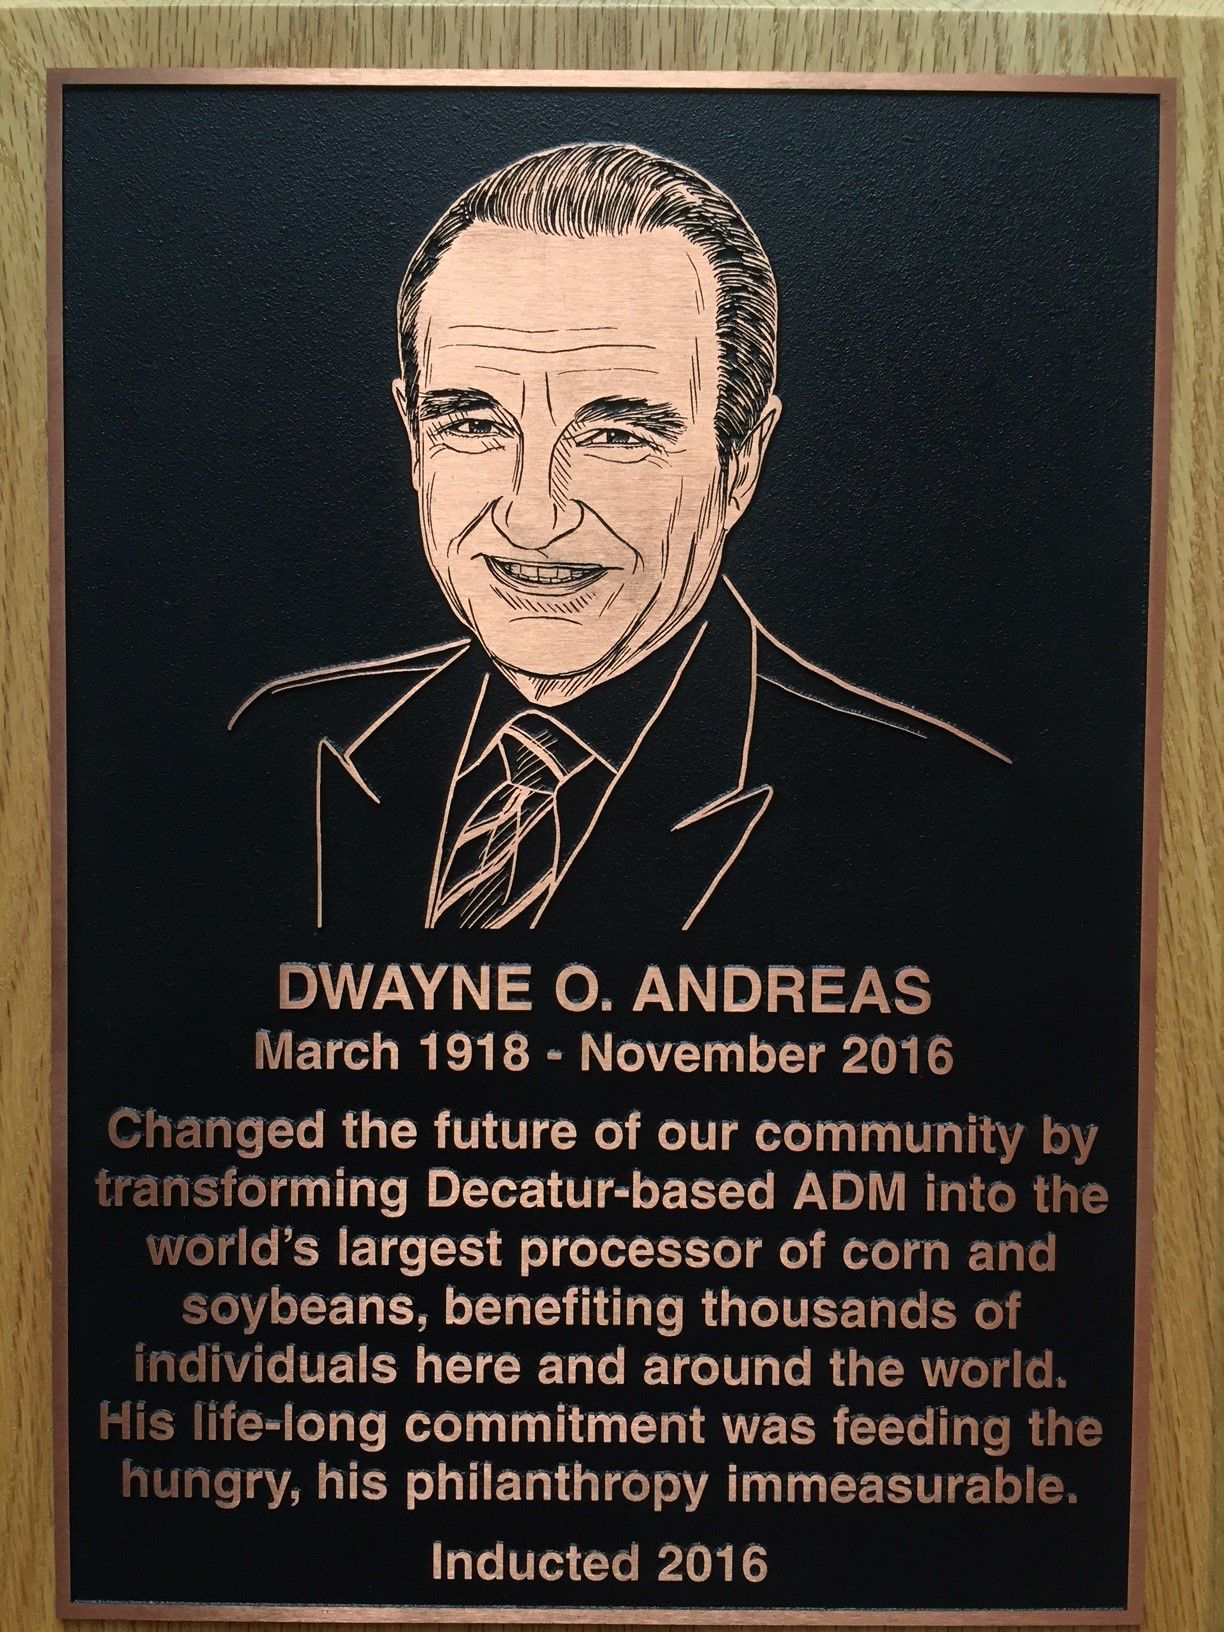 DWAYNE O. ANDREAS
March 1918 - November 2016
Changed the future of our community by
transforming Decatur-based ADM into the
world's largest processor of corn and
soybeans, benefiting thousands of
individuals here and around the world.
His life-long commitment was feeding the
hungry, his philanthropy immeasurable.
Inducted 2016